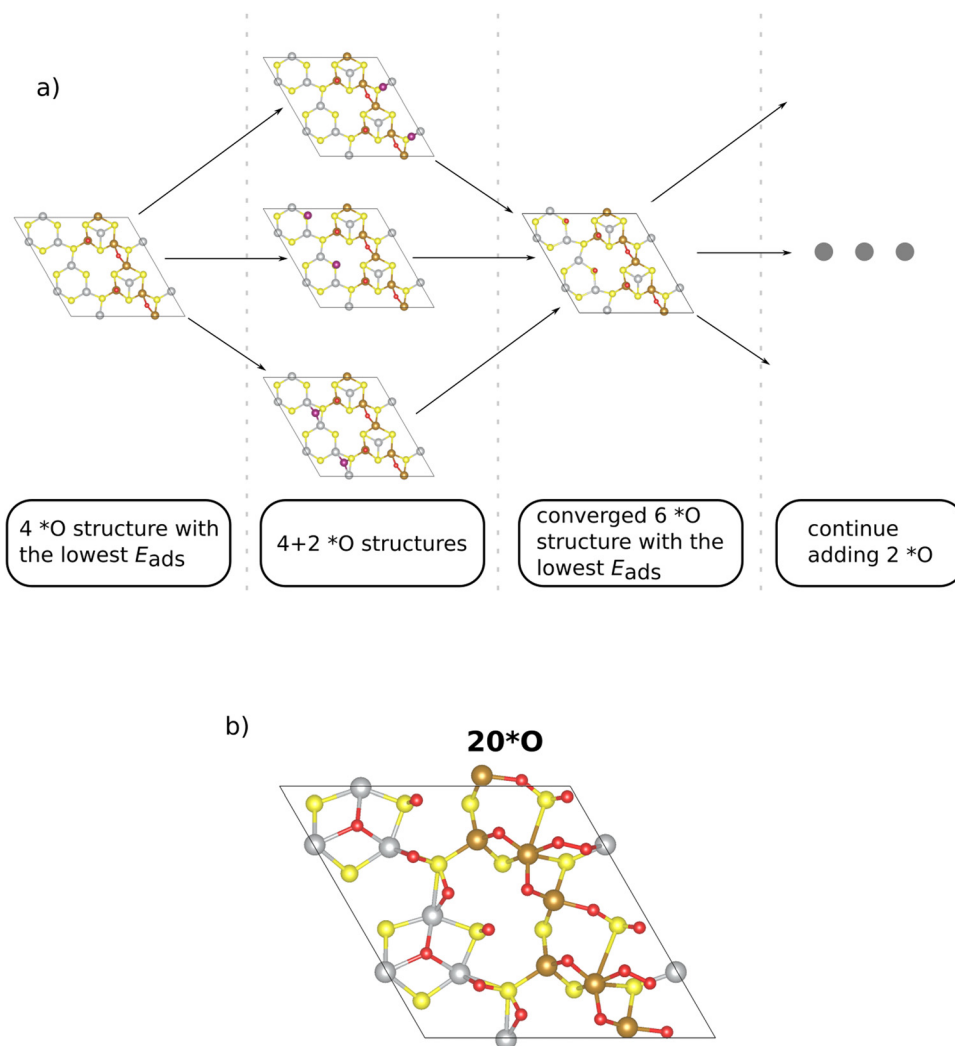 a)
4 *O structure with
the lowest Eads
4+2 *O structures
converged 6 *O
structure with the
lowest Eads
continue
adding 2 *O
b)
20*O